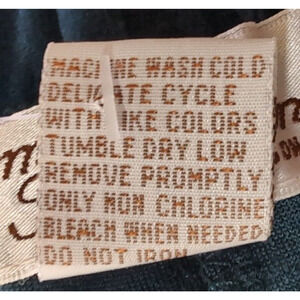 MACHINE WASH COLD
DELICATE CYCLE
WITH LIKE COLORS
TUMBLE DRY LOW
REMOVE PROMPTLY
ONLY NON CHLORINE
BLEACH WHEN NEEDED
DO NOT IRON